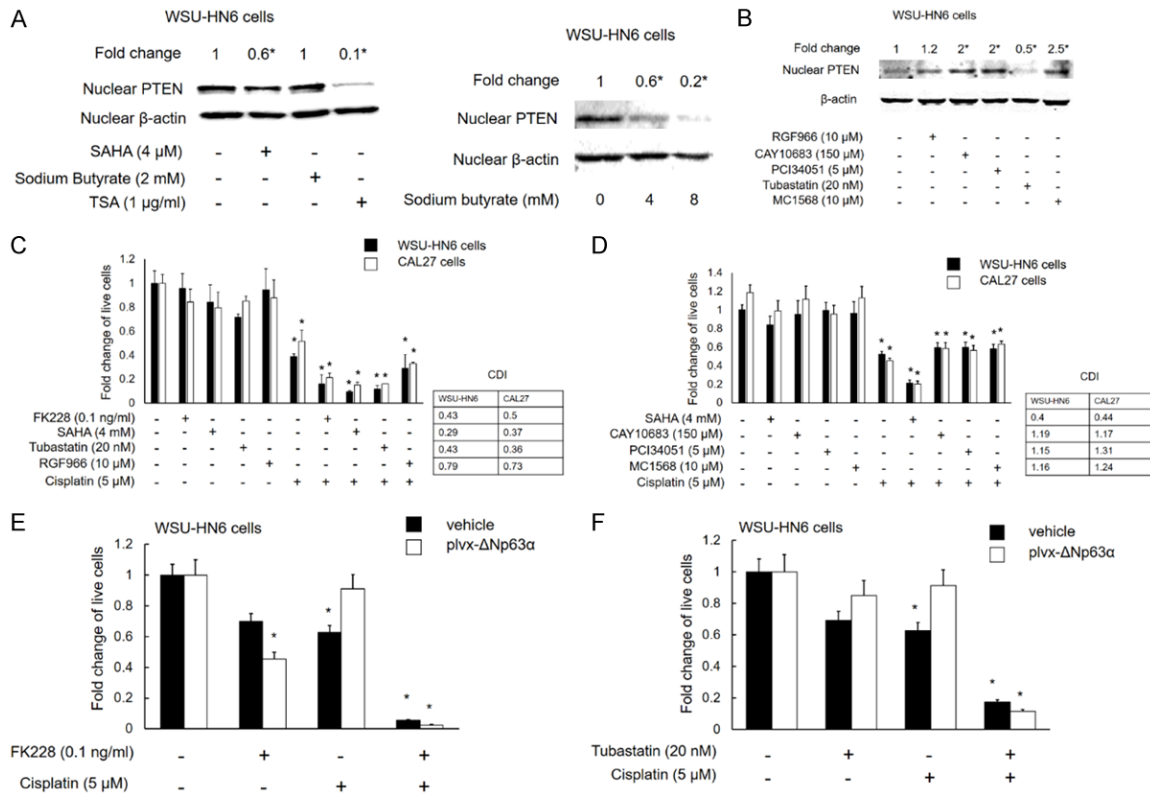 A
WSU-HN6 cells
Fold change 1 0.6* 1 0.1*
Nuclear PTEN
Nuclear β-actin
SAHA (4 μM) - + - -
Sodium Butyrate (2 mM) - - + -
TSA (1 μg/ml) - - - +
WSU-HN6 cells
Fold change 1 0.6* 0.2*
Nuclear PTEN
Nuclear β-actin
Sodium butyrate (mM) 0 4 8
B
WSU-HN6 cells
Fold change 1 1.2 2* 2* 0.5* 2.5*
Nuclear PTEN
β-actin
RGF966 (10 μM) - + - - - -
CAY10683 (150 μM) - - + - - -
PCI34051 (5 μM) - - - + - -
Tubastatin (20 nM) - - - - + -
MC1568 (10 μM) - - - - - +
C
WSU-HN6 cells
CAL27 cells
Fold change of live cells
1.2
1
0.8
0.6
0.4
0.2
0
* * * * * * * * * *
FK228 (0.1 ng/ml) - + - - - - + - - -
SAHA (4 mM) - - + - - - - + - -
Tubastatin (20 nM) - - - + - - - - + -
RGF966 (10 μM) - - - - + - - - - +
Cisplatin (5 μM) - - - - - + + + + +
CDI
WSU-HN6 CAL27
0.43 0.5
0.29 0.37
0.43 0.36
0.79 0.73
D
WSU-HN6 cells
CAL27 cells
Fold change of live cells
1.4
1.2
1
0.8
0.6
0.4
0.2
0
* * * * * * * * * *
SAHA (4 mM) - + - - - - + - - -
CAY10683 (150 μM) - - + - - - - + - -
PCI34051 (5 μM) - - - + - - - - + -
MC1568 (10 μM) - - - - + - - - - +
Cisplatin (5 μM) - - - - - + + + + +
CDI
WSU-HN6 CAL27
0.4 0.44
1.19 1.17
1.15 1.31
1.16 1.24
E
WSU-HN6 cells
vehicle
plvx-ΔNp63α
Fold change of live cells
1.2
1
0.8
0.6
0.4
0.2
0
* * * *
FK228 (0.1 ng/ml) - + - +
Cisplatin (5 μM) - - + +
F
WSU-HN6 cells
vehicle
plvx-ΔNp63α
Fold change of live cells
1.2
1
0.8
0.6
0.4
0.2
0
* * *
Tubastatin (20 nM) - + - +
Cisplatin (5 μM) - - + +